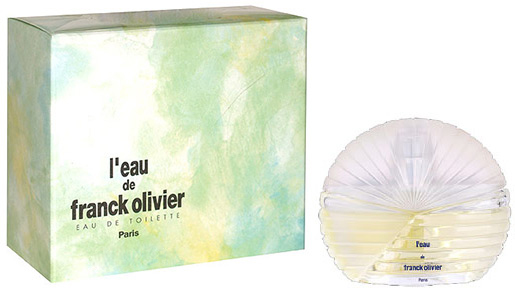 l'eau
de
franck olivier
EAU DE TOILETTE
Paris
l'eau
de
franck olivier
Paris